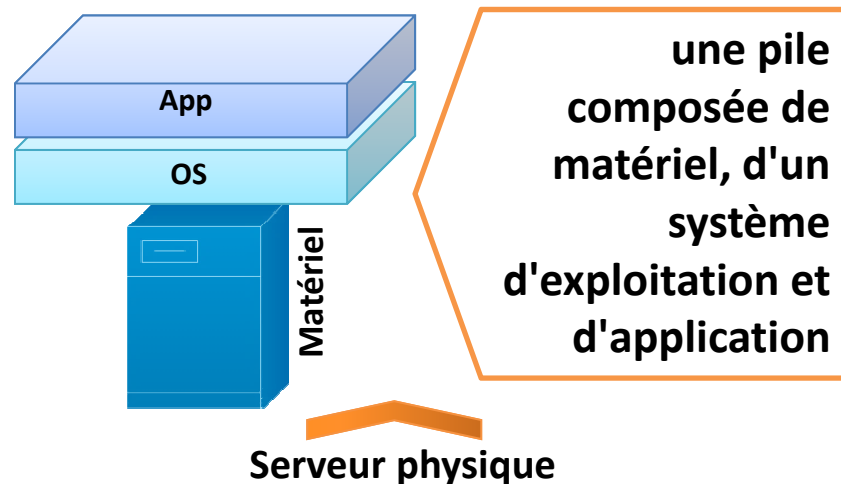 App
OS
Matériel
une pile
composée de
matériel, d'un
système
d'exploitation et
d'application
Serveur physique